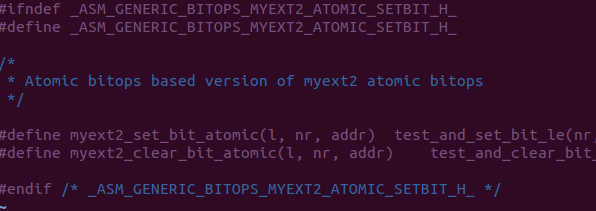 #ifndef _ASM_GENERIC_BITOPS_MYEXT2_ATOMIC_SETBIT_H_
#define _ASM_GENERIC_BITOPS_MYEXT2_ATOMIC_SETBIT_H_
/*
 * Atomic bitops based version of myext2 atomic bitops
 */
#define myext2_set_bit_atomic(l, nr, addr)  test_and_set_bit_le(nr,
#define myext2_clear_bit_atomic(l, nr, addr)    test_and_clear_bit_
#endif /* _ASM_GENERIC_BITOPS_MYEXT2_ATOMIC_SETBIT_H_ */
~